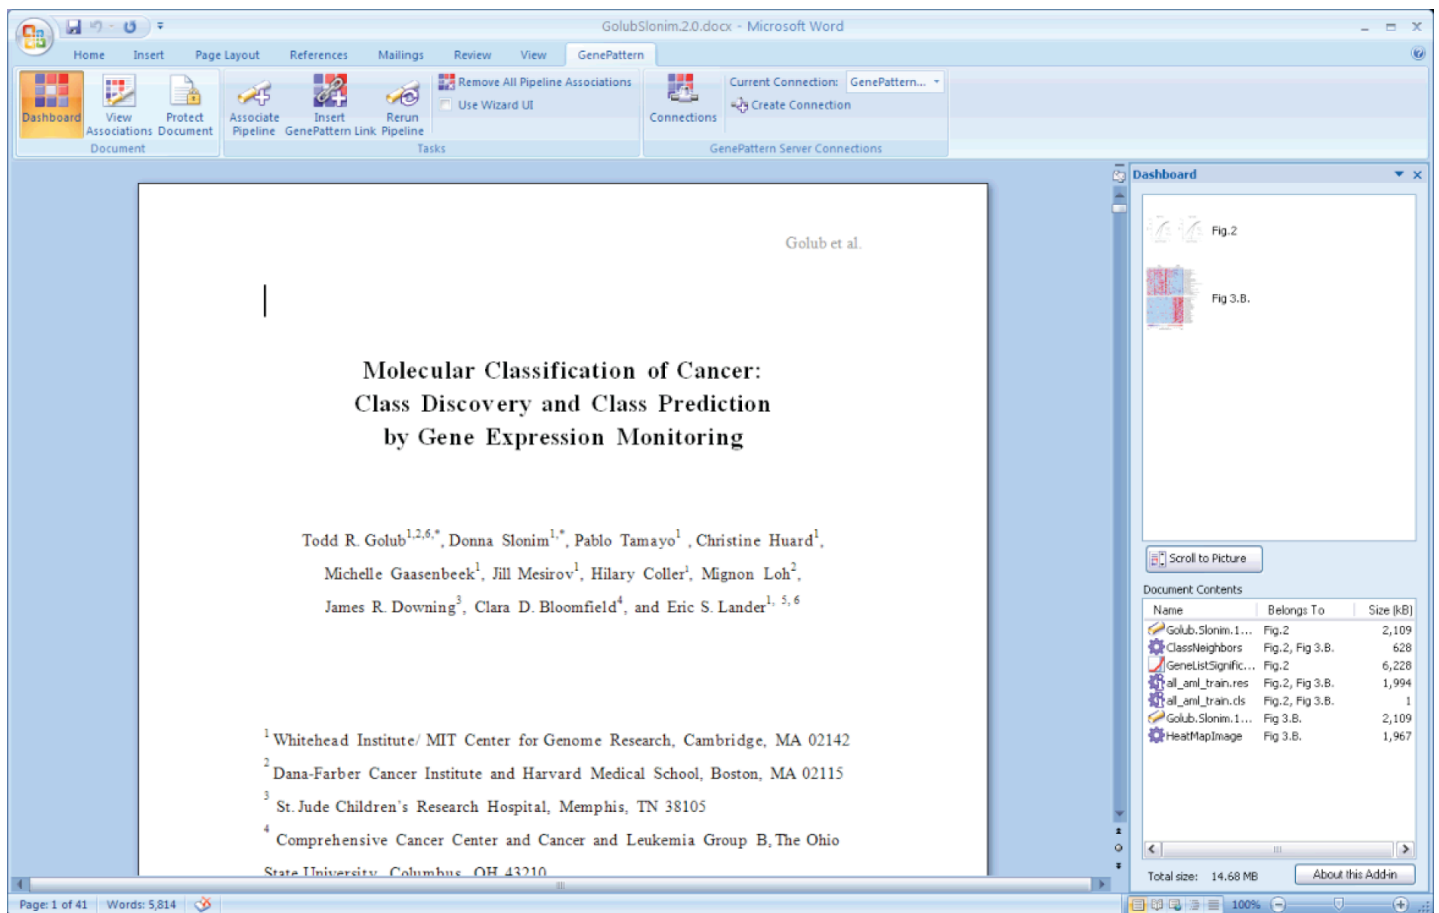 GolubSlonim.2.0.docx - Microsoft Word
Home Insert Page Layout References Mailings Review View GenePattern
Dashboard
View Associations
Protect Document
Document
Associate Pipeline
Insert GenePattern Link
Rerun Pipeline
Remove All Pipeline Associations
Use Wizard UI
Tasks
Connections
Current Connection: GenePattern...
Create Connection
GenePattern Server Connections
Golub et al.
Molecular Classification of Cancer:
Class Discovery and Class Prediction
by Gene Expression Monitoring
Todd R. Golub1,2,6,*, Donna Slonim1,*, Pablo Tamayo1 , Christine Huard1,
Michelle Gaasenbeek1, Jill Mesirov1, Hilary Coller1, Mignon Loh2,
James R. Downing3, Clara D. Bloomfield4, and Eric S. Lander1, 5, 6
1 Whitehead Institute/ MIT Center for Genome Research, Cambridge, MA 02142
2 Dana-Farber Cancer Institute and Harvard Medical School, Boston, MA 02115
3 St. Jude Children's Research Hospital, Memphis, TN 38105
4 Comprehensive Cancer Center and Cancer and Leukemia Group B, The Ohio
State University, Columbus, OH 43210
Dashboard
Fig.2
Fig 3.B.
Scroll to Picture
Document Contents
Name Belongs To Size (kB)
Golub.Slonim.1... Fig.2 2,109
ClassNeighbors Fig.2, Fig 3.B. 628
GeneListSignific... Fig.2 6,228
all_aml_train.res Fig.2, Fig 3.B. 1,994
all_aml_train.cls Fig.2, Fig 3.B. 1
Golub.Slonim.1... Fig 3.B. 2,109
HeatMapImage Fig 3.B. 1,967
Total size: 14.68 MB
About this Add-in
Page: 1 of 41 Words: 5,814
100%